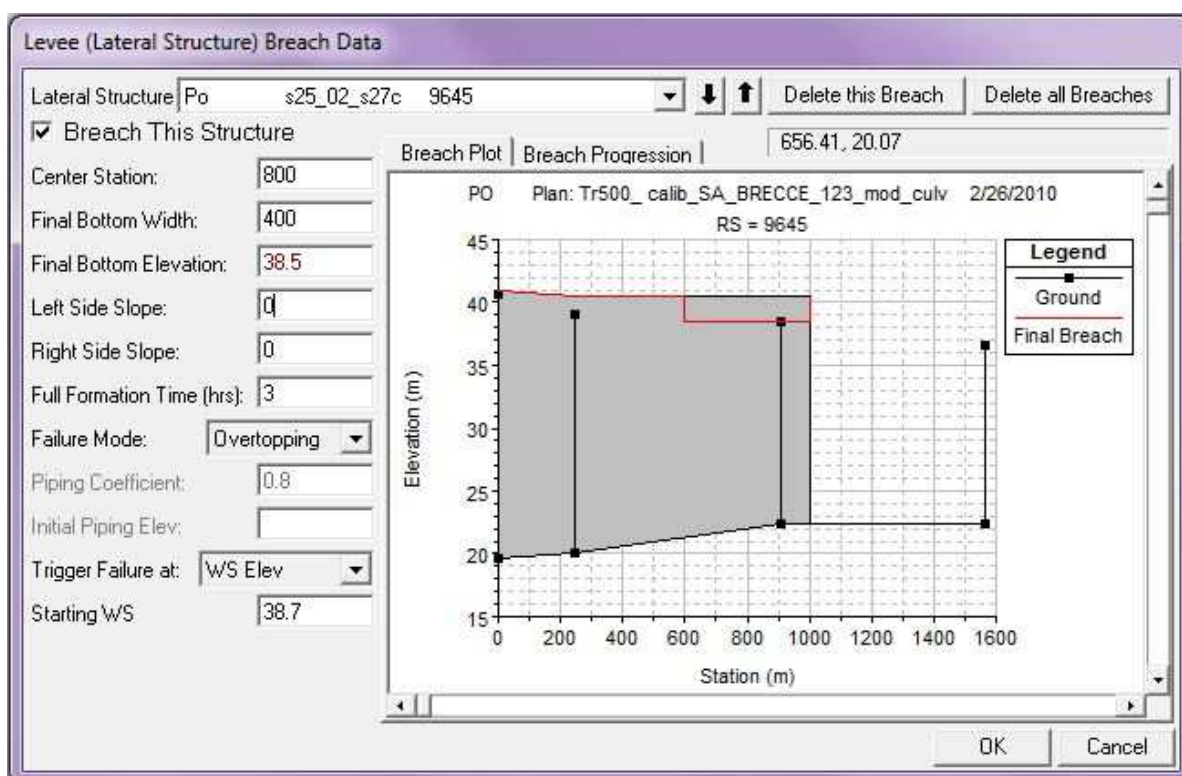 Levee (Lateral Structure) Breach Data
Lateral Structure Po s25_02_s27c 9645
Delete this Breach Delete all Breaches
Breach This Structure
656.41, 20.07
Center Station: 800
Final Bottom Width: 400
Final Bottom Elevation: 38.5
Left Side Slope: 0
Right Side Slope: 0
Full Formation Time (hrs): 3
Failure Mode: Overtopping
Piping Coefficient: 0.8
Initial Piping Elev:
Trigger Failure at: WS Elev
Starting WS 38.7
Breach Plot Breach Progression
PO Plan: Tr500_ calib_SA_BRECCE_123_mod_culv 2/26/2010
RS = 9645
Elevation (m)
45
40
35
30
25
20
15
0 200 400 600 800 1000 1200 1400 1600
Station (m)
Legend
Ground
Final Breach
OK Cancel